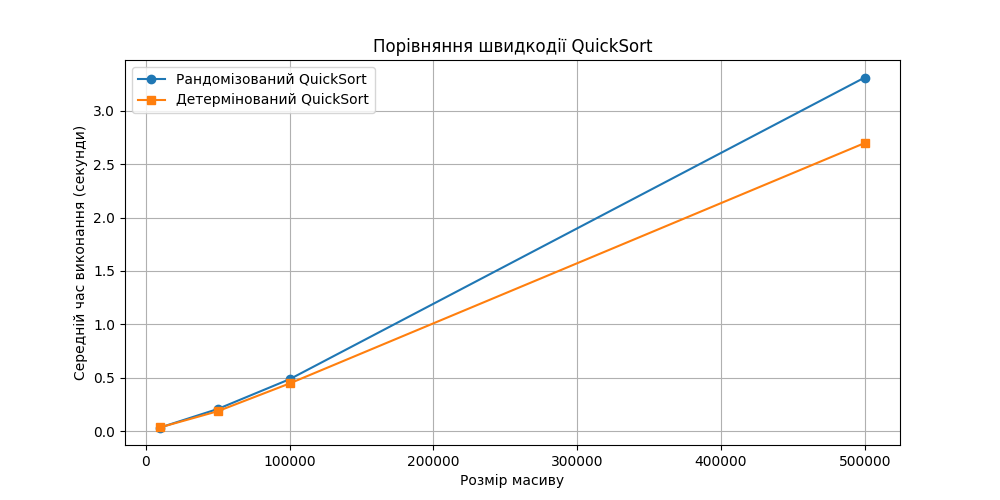 Порівняння швидкодії QuickSort
Рандомізований QuickSort
Детермінований QuickSort
Середній час виконання (секунди)
3.0
2.5
2.0
1.5
1.0
0.5
0.0
0 100000 200000 300000 400000 500000
Розмір масиву